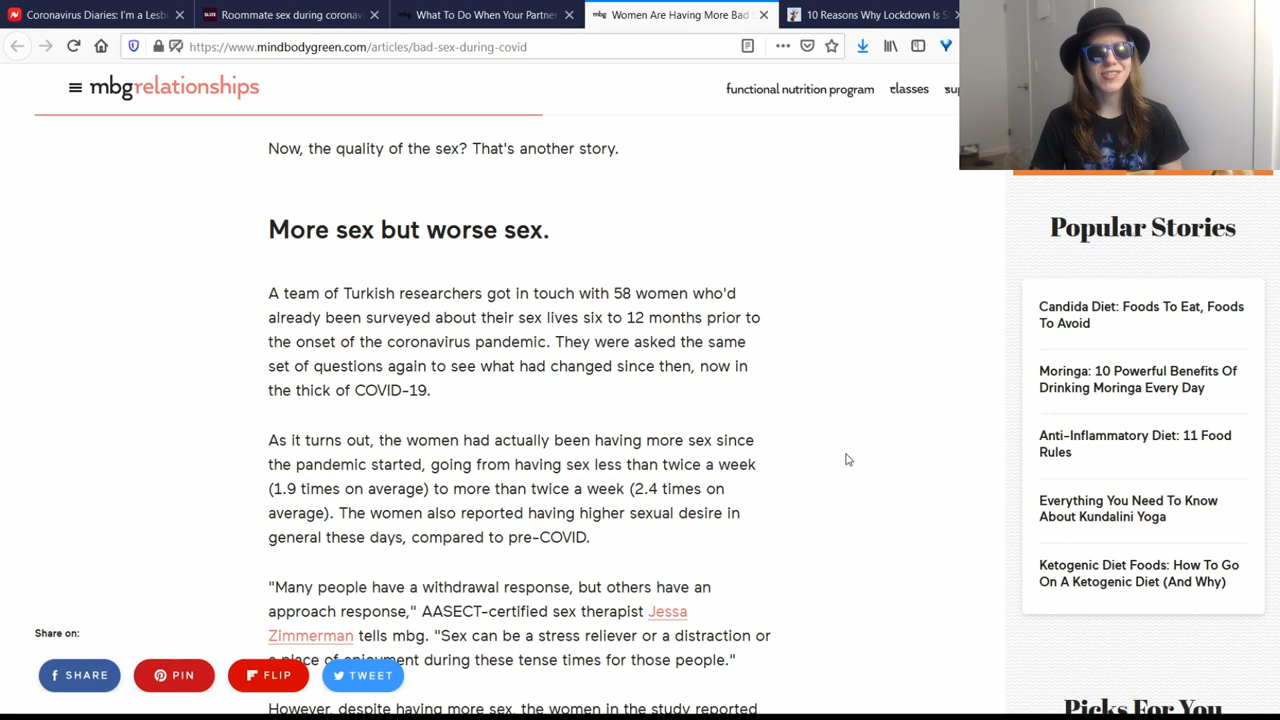 Coronavirus Diaries: I'm a Lesb
Roommate sex during coronav
What To Do When Your Partne
Women Are Having More Bad
10 Reasons Why Lockdown Is S
https://www.mindbodygreen.com/articles/bad-sex-during-covid
mbgrelationships
functional nutrition program
classes
sup
Now, the quality of the sex? That's another story.
More sex but worse sex.
A team of Turkish researchers got in touch with 58 women who'd
already been surveyed about their sex lives six to 12 months prior to
the onset of the coronavirus pandemic. They were asked the same
set of questions again to see what had changed since then, now in
the thick of COVID-19.
As it turns out, the women had actually been having more sex since
the pandemic started, going from having sex less than twice a week
(1.9 times on average) to more than twice a week (2.4 times on
average). The women also reported having higher sexual desire in
general these days, compared to pre-COVID.
"Many people have a withdrawal response, but others have an
approach response," AASECT-certified sex therapist Jessa
Zimmerman tells mbg. "Sex can be a stress reliever or a distraction or
a place of enjoyment during these tense times for those people."
However, despite having more sex, the women in the study reported
Share on:
SHARE
PIN
FLIP
TWEET
Popular Stories
Candida Diet: Foods To Eat, Foods
To Avoid
Moringa: 10 Powerful Benefits Of
Drinking Moringa Every Day
Anti-Inflammatory Diet: 11 Food
Rules
Everything You Need To Know
About Kundalini Yoga
Ketogenic Diet Foods: How To Go
On A Ketogenic Diet (And Why)
Picks For You